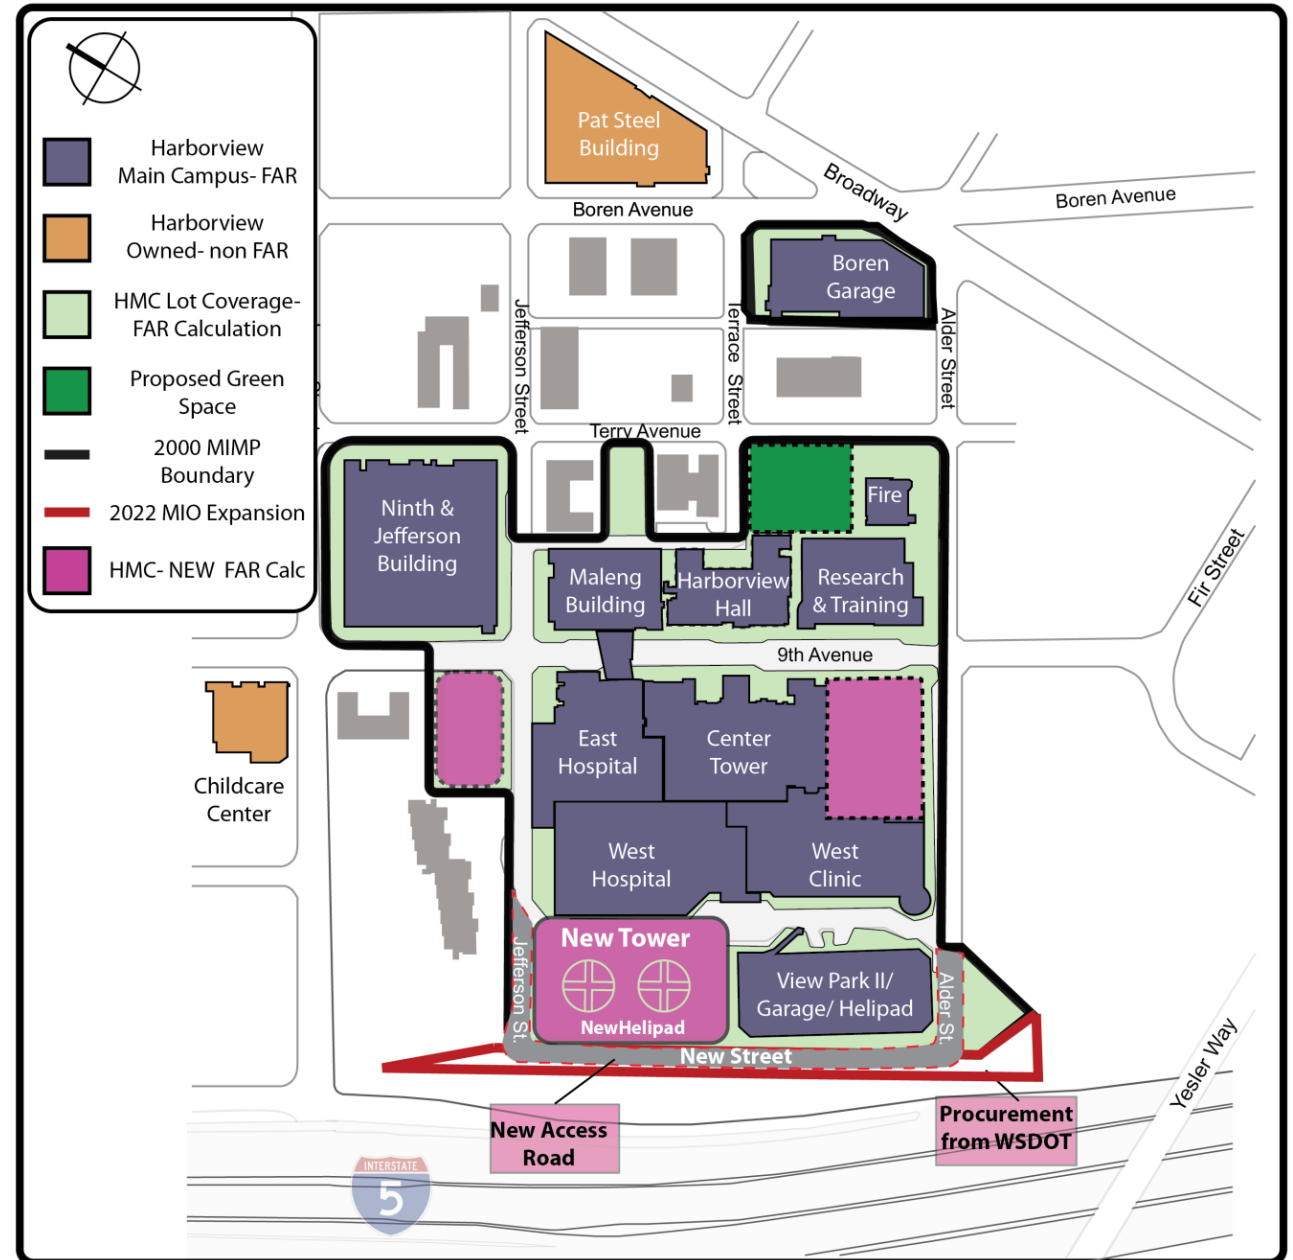 Harborview
Main Campus- FAR
Harborview
Owned- non FAR
HMC Lot Coverage-
FAR Calculation
Proposed Green
Space
2000 MIMP
Boundary
2022 MIO Expansion
HMC- NEW FAR Calc
Pat Steel
Building
Broadway
Boren Avenue
Boren Avenue
Boren
Garage
Jefferson Street
Terrace Street
Alder Street
Terry Avenue
Ninth &
Jefferson
Building
Fire
Maleng
Building
Harborview
Hall
Research
& Training
Fir Street
9th Avenue
Childcare
Center
East
Hospital
Center
Tower
West
Hospital
West
Clinic
New Tower
NewHelipad
Jefferson St.
View Park II/
Garage/ Helipad
Alder St.
New Street
Yesler Way
New Access
Road
Procurement
from WSDOT
INTERSTATE
5